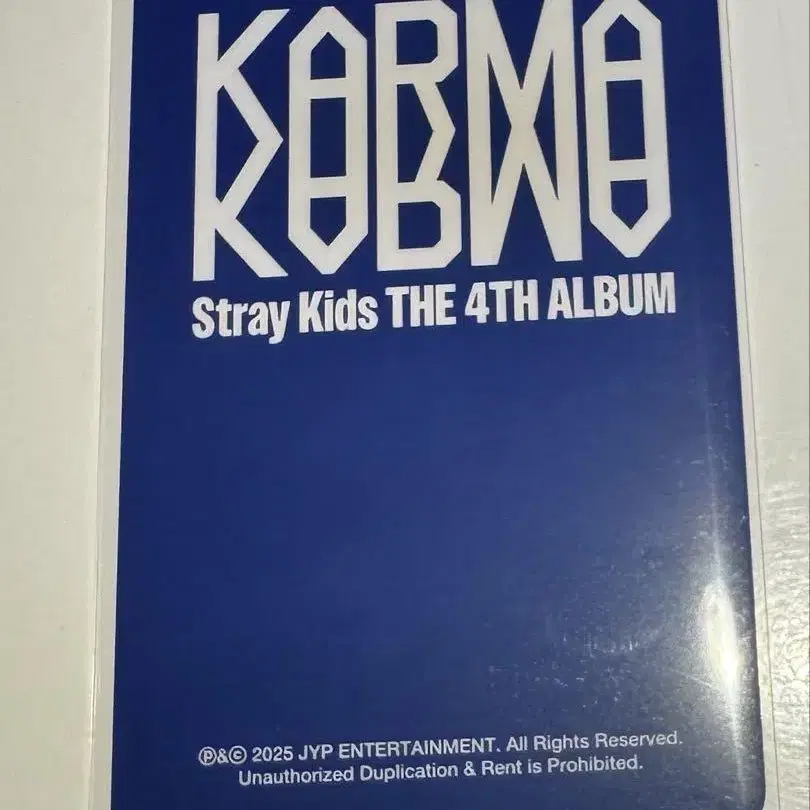 KARMA
Stray Kids THE 4TH ALBUM
℗&© 2025 JYP ENTERTAINMENT. All Rights Reserved.
Unauthorized Duplication & Rent is Prohibited.